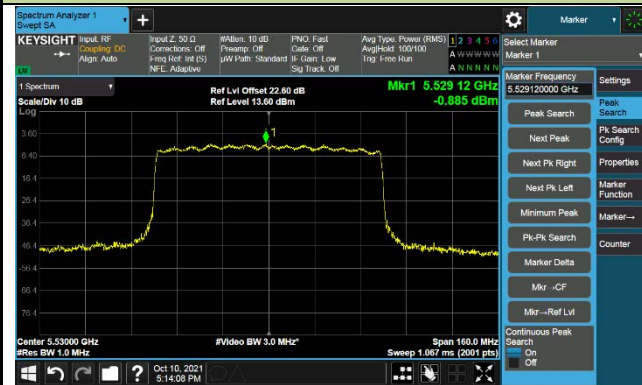 Spectrum Analyzer 1
Swept SA
+
Marker
KEYSIGHT
Input: RF
Coupling: DC
Align: Auto
Input Z: 50 Ω
Corrections: Off
Freq Ref: Int (S)
NFE: Adaptive
#Atten: 10 dB
Preamp: Off
µW Path: Standard
PNO: Fast
Gate: Off
IF Gain: Low
Sig Track: Off
Avg Type: Power (RMS)
Avg|Hold: 100/100
Trig: Free Run
1 2 3 4 5 6
A W W W W W
A N N N N N
Select Marker
Marker 1
1 Spectrum
Scale/Div 10 dB
Log
Ref Lvl Offset 22.60 dB
Ref Level 13.60 dBm
Mkr1 5.529 12 GHz
-0.885 dBm
Marker Frequency
5.529120000 GHz
Peak Search
Next Peak
Next Pk Right
Next Pk Left
Minimum Peak
Pk-Pk Search
Marker Delta
Mkr→CF
Mkr→Ref Lvl
Continuous Peak
Search
On
Off
Settings
Peak
Search
Pk Search
Config
Properties
Marker
Function
Marker→
Counter
1
3.60
-6.40
-16.4
-26.4
-36.4
-46.4
-56.4
-66.4
-76.4
Center 5.53000 GHz
#Res BW 1.0 MHz
#Video BW 3.0 MHz*
Span 160.0 MHz
Sweep 1.067 ms (2001 pts)
?
Oct 10, 2021
5:14:08 PM